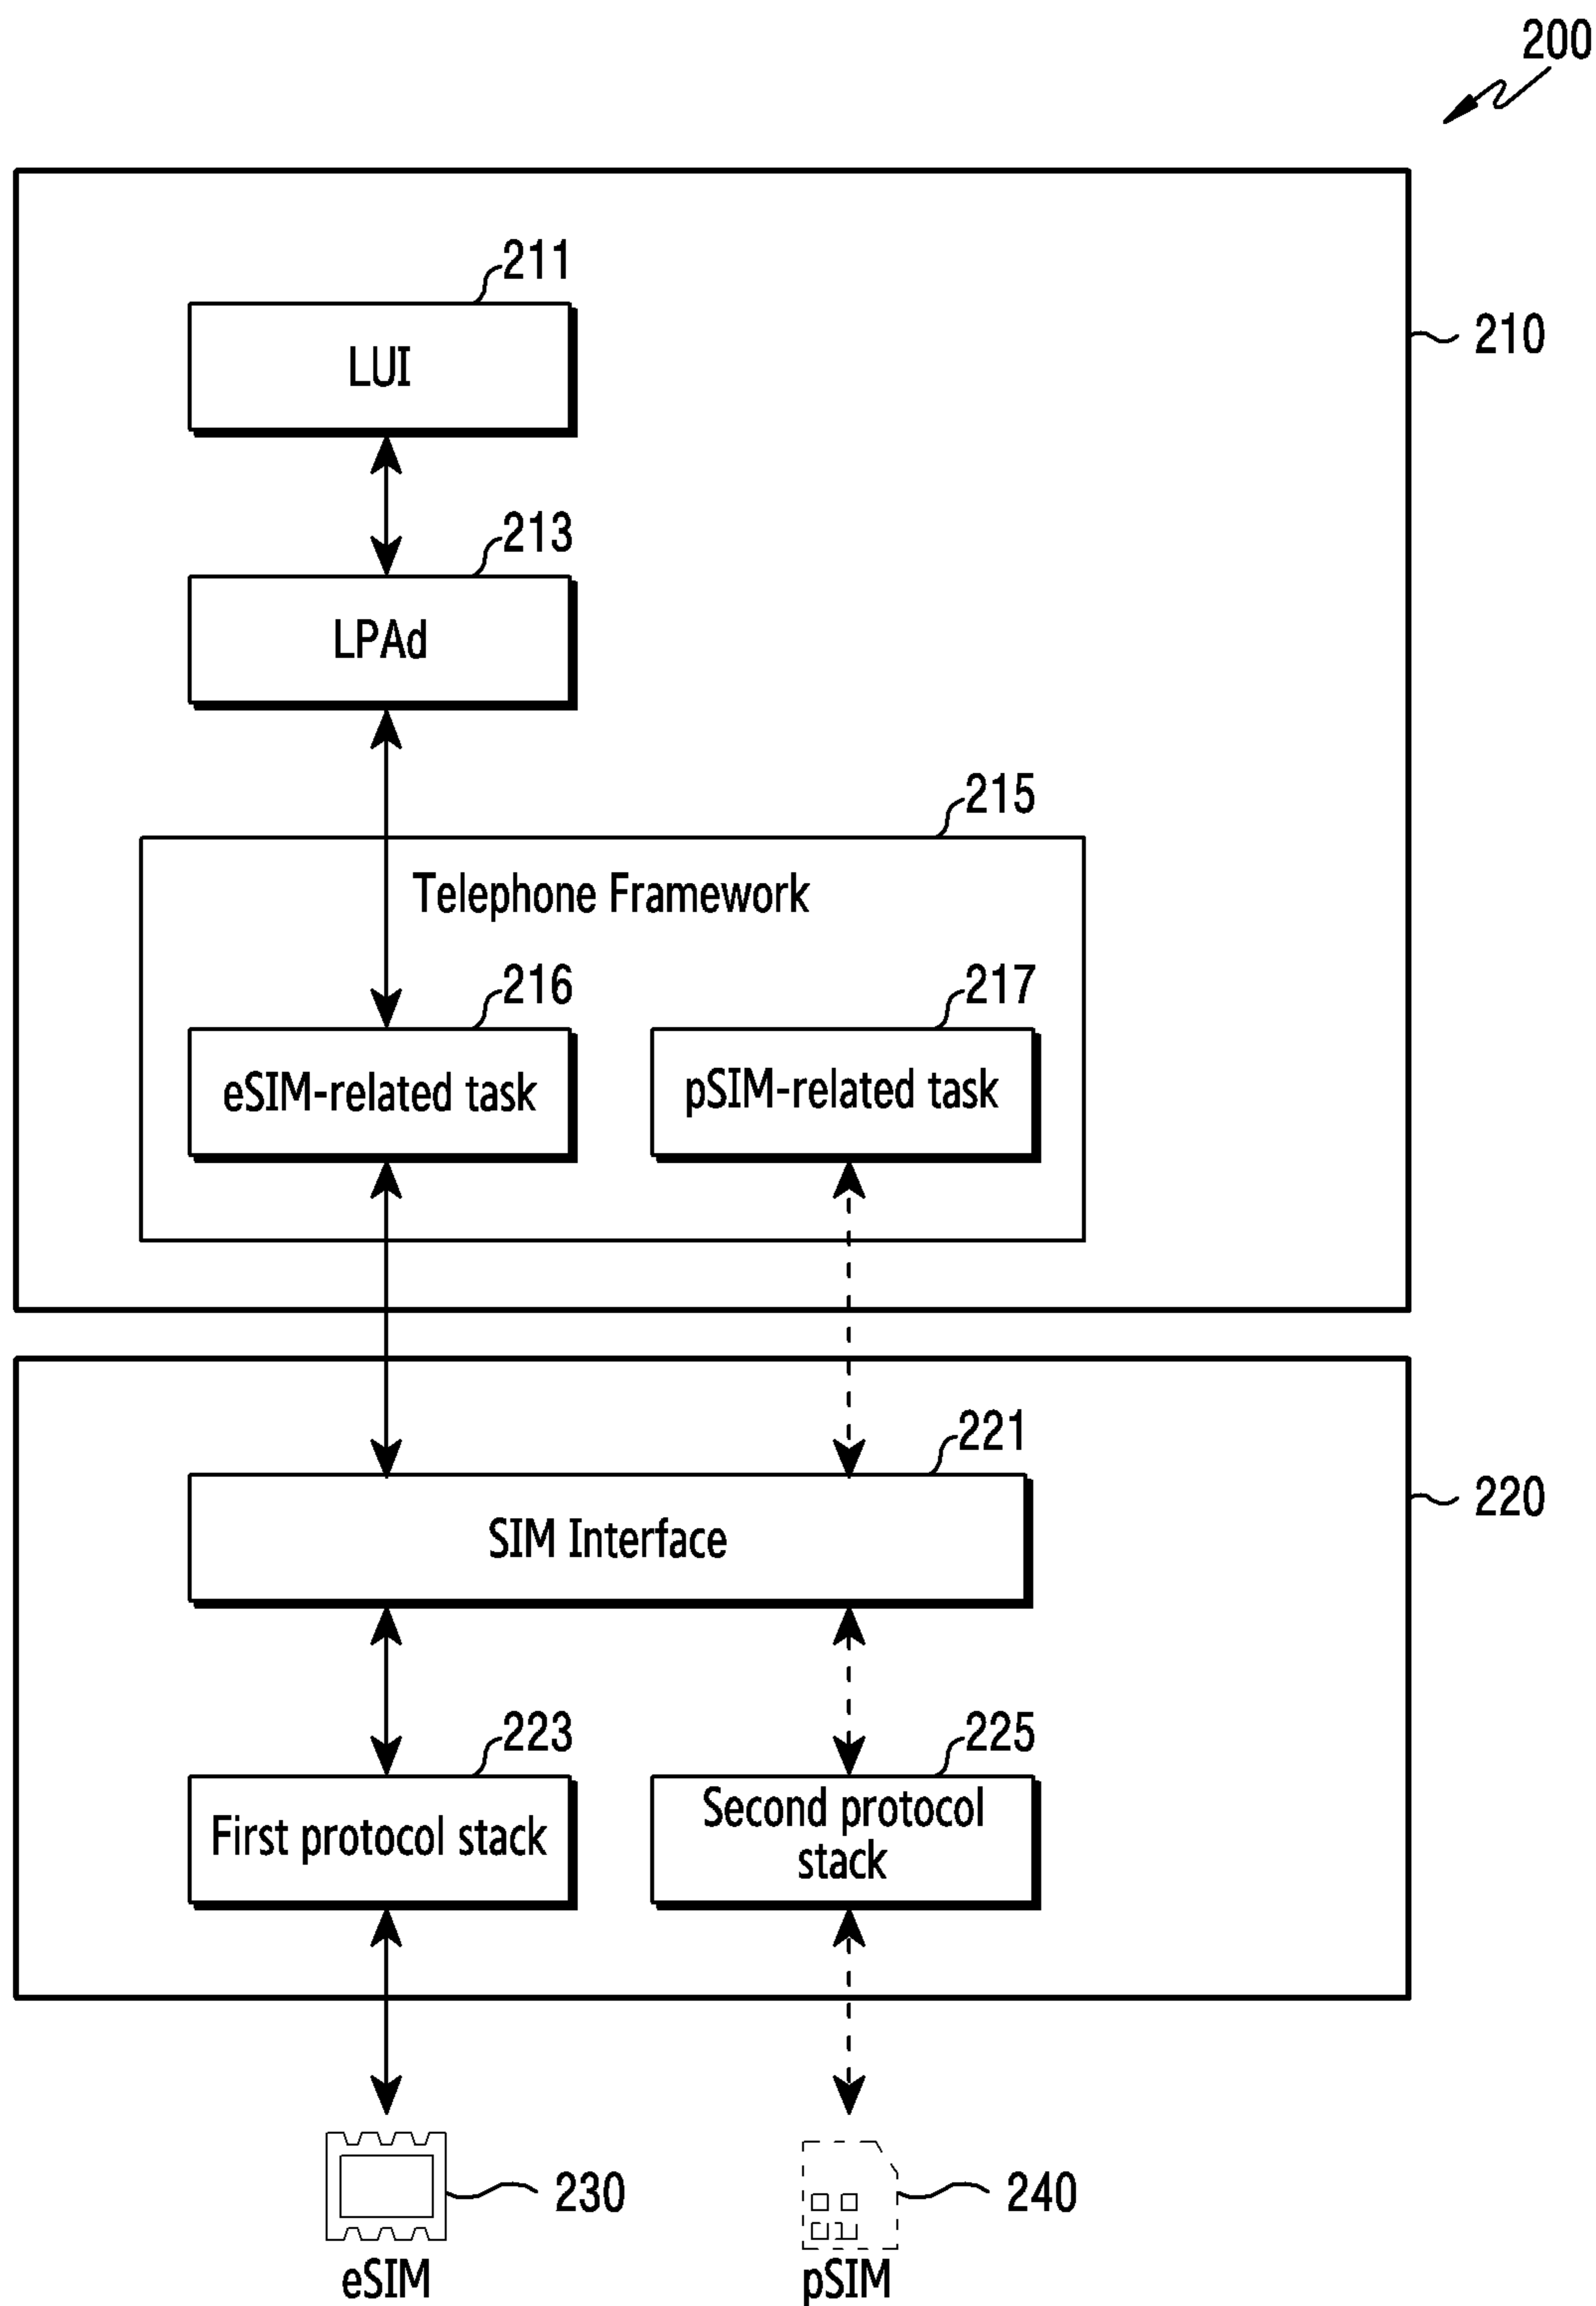 200
211
LUI
210
213
LPAd
215
Telephone Framework
216
217
eSIM-related task
pSIM-related task
221
SIM Interface
220
223
225
First protocol stack
Second protocol
stack
230
240
eSIM
pSIM